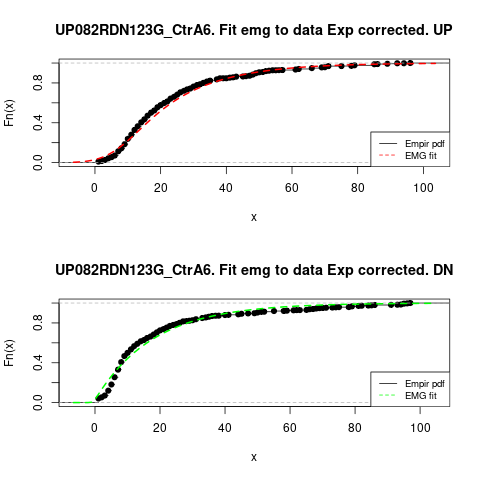 UP082RDN123G_CtrA6. Fit emg to data Exp corrected. UP
Fn(x)
0.0 0.4 0.8
Empir pdf
EMG fit
0 20 40 60 80 100
x
UP082RDN123G_CtrA6. Fit emg to data Exp corrected. DN
Fn(x)
0.0 0.4 0.8
Empir pdf
EMG fit
0 20 40 60 80 100
x